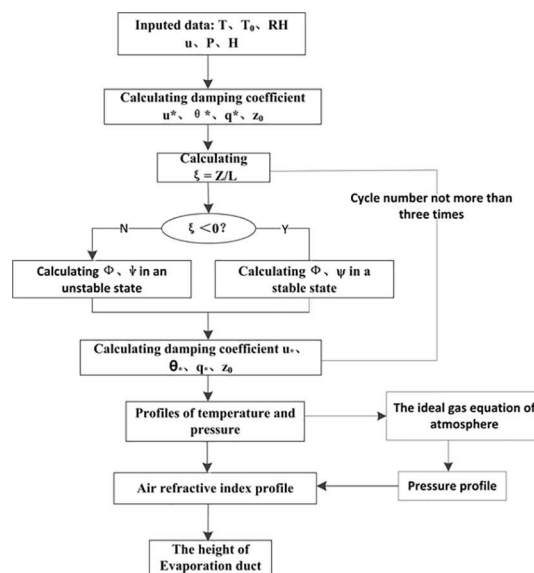 Inputed data: T、T₀、RH
u、P、H
Calculating damping coefficient
u*、θ*、q*、z₀
Calculating
ξ = Z/L
Cycle number not more than
three times
N
ξ＜0?
Y
Calculating Φ、ψ in an
unstable state
Calculating Φ、ψ in a
stable state
Calculating damping coefficient u*、
θ*、q*、z₀
Profiles of temperature and
pressure
The ideal gas equation of
atmosphere
Air refractive index profile
Pressure profile
The height of
Evaporation duct